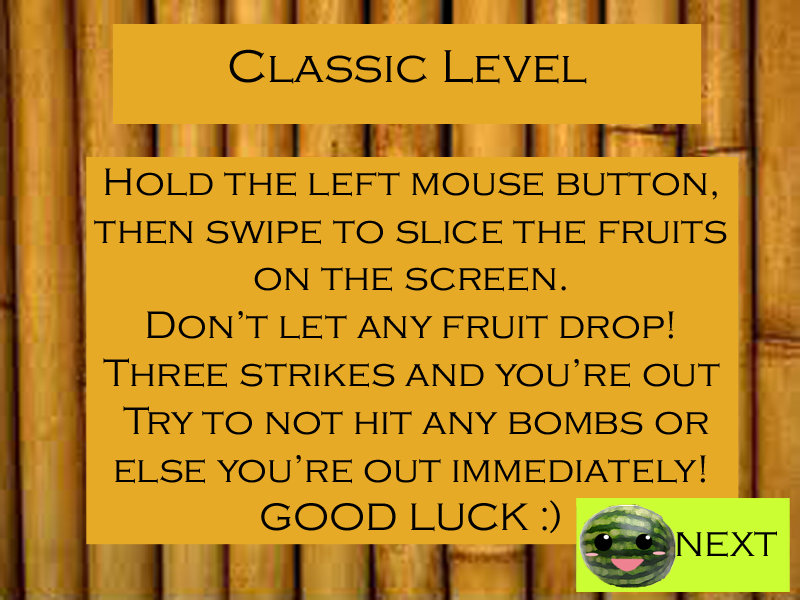 Classic Level
Hold the left mouse button,
then swipe to slice the fruits
on the screen.
Don't let any fruit drop!
Three strikes and you're out
Try to not hit any bombs or
else you're out immediately!
GOOD LUCK :)
NEXT